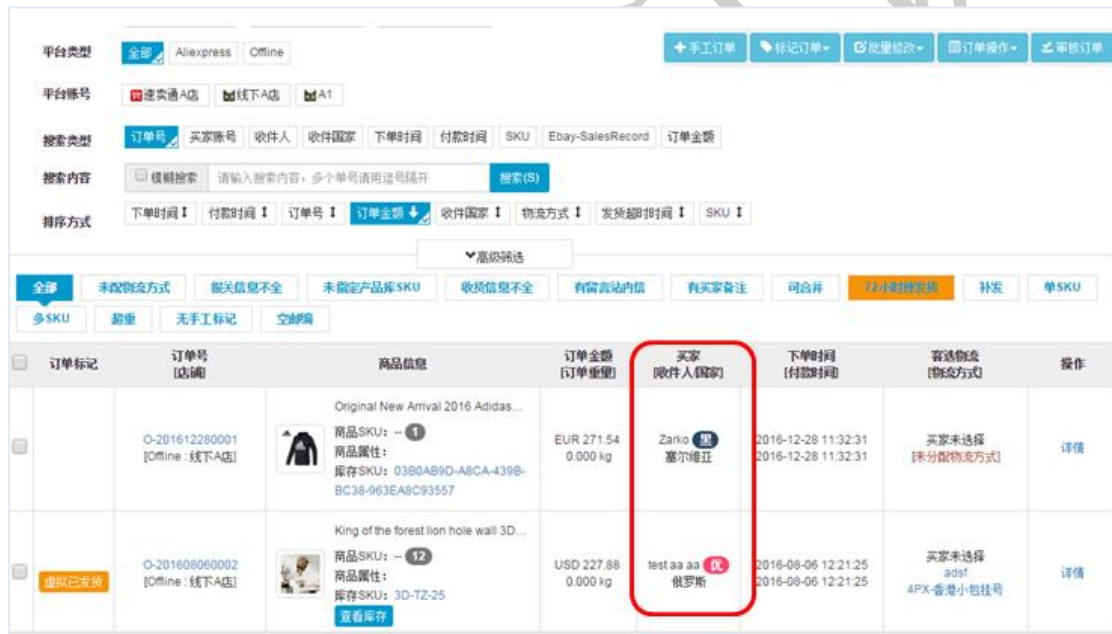 平台类型 全部 Aliexpress Offline ✚手工订单 标记订单 批量修改 订单操作 审核订单
平台账号 速卖通A店 线下A店 A1
搜索类型 订单号 买家账号 收件人 收件国家 下单时间 付款时间 SKU Ebay-SalesRecord 订单金额
搜索内容 模糊搜索 请输入搜索内容，多个单号请用逗号隔开 搜索(S)
排序方式 下单时间 付款时间 订单号 订单金额 收件国家 物流方式 发货超时时间 SKU
高级筛选
全部 未配物流方式 报关信息不全 未指定产品库SKU 收货信息不全 有留言站内信 有买家备注 可合并 72小时待发货 补发 单SKU
多SKU 超重 无手工标记 空邮编
订单标记 订单号 商品信息 订单金额 买家 下单时间 客选物流 操作
[店铺] [订单重量] [收件人/国家] [付款时间] [物流方式]
Original New Arrival 2016 Adidas...
商品SKU: -- 1
商品属性:
库存SKU: 03B0AB9D-A8CA-439B-
BC38-963EA8C93557
O-201612280001
[Offline : 线下A店]
EUR 271.54
0.000 kg
Zarko 黑
塞尔维亚
2016-12-28 11:32:31
2016-12-28 11:32:31
买家未选择
[未分配物流方式]
详情
虚拟已发货
O-201608060002
[Offline : 线下A店]
King of the forest lion hole wall 3D...
商品SKU: -- 12
商品属性:
库存SKU: 3D-TZ-25
查看库存
USD 227.88
0.000 kg
test aa aa 优
俄罗斯
2016-08-06 12:21:25
2016-08-06 12:21:25
买家未选择
adsf
4PX-香港小包挂号
详情